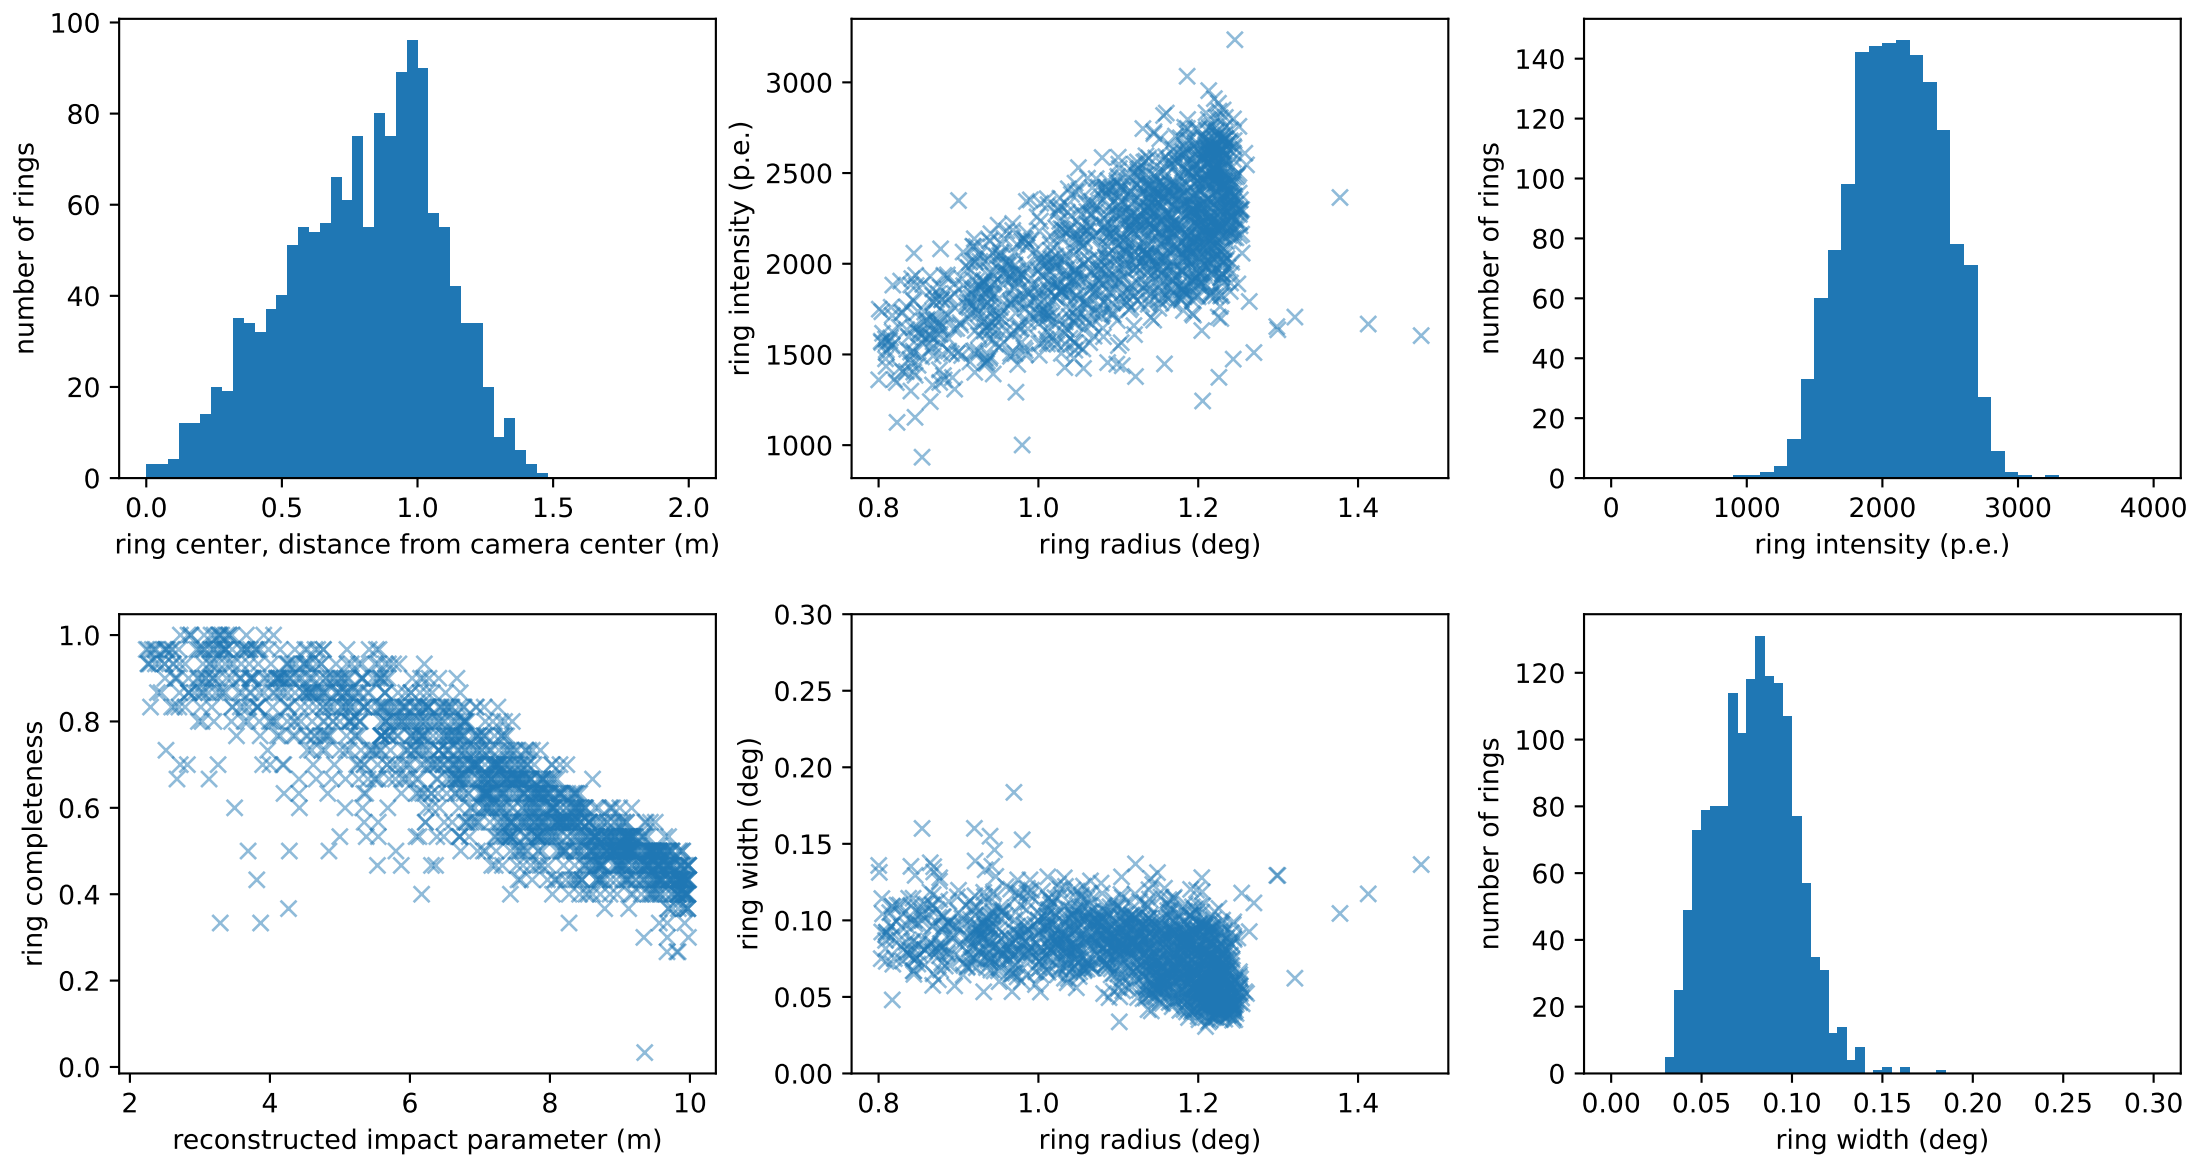 100
80
60
40
20
0
number of rings
0.0 0.5 1.0 1.5 2.0
ring center, distance from camera center (m)
3000
2500
2000
1500
1000
ring intensity (p.e.)
0.8 1.0 1.2 1.4
ring radius (deg)
140
120
100
80
60
40
20
0
number of rings
0 1000 2000 3000 4000
ring intensity (p.e.)
1.0
0.8
0.6
0.4
0.2
0.0
ring completeness
2 4 6 8 10
reconstructed impact parameter (m)
0.30
0.25
0.20
0.15
0.10
0.05
0.00
ring width (deg)
0.8 1.0 1.2 1.4
ring radius (deg)
120
100
80
60
40
20
0
number of rings
0.00 0.05 0.10 0.15 0.20 0.25 0.30
ring width (deg)